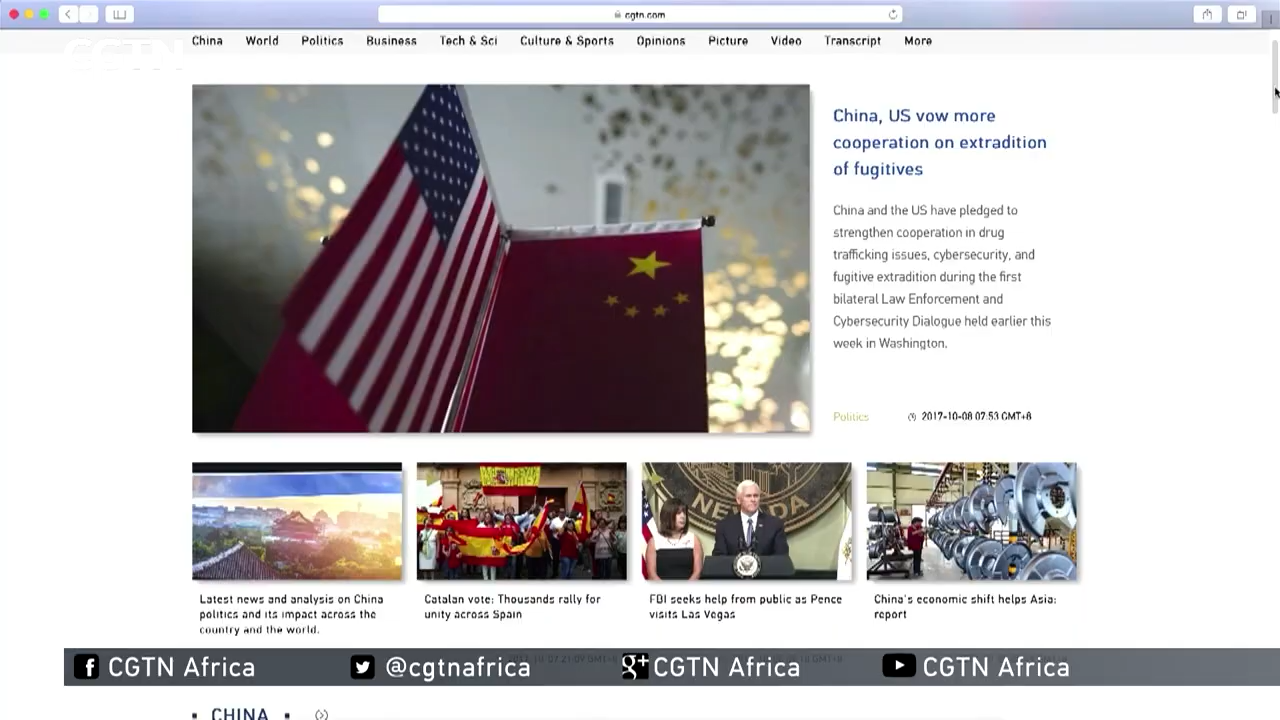 cgtn.com
CGTN
China World Politics Business Tech & Sci Culture & Sports Opinions Picture Video Transcript More
China, US vow more
cooperation on extradition
of fugitives
China and the US have pledged to
strengthen cooperation in drug
trafficking issues, cybersecurity, and
fugitive extradition during the first
bilateral Law Enforcement and
Cybersecurity Dialogue held earlier this
week in Washington.
Politics 2017-10-08 07:53 GMT+8
NEVADA
Latest news and analysis on China
politics and its impact across the
country and the world.
Catalan vote: Thousands rally for
unity across Spain
FBI seeks help from public as Pence
visits Las Vegas
China's economic shift helps Asia:
report
CGTN Africa @cgtnafrica g+ CGTN Africa CGTN Africa
CHINA